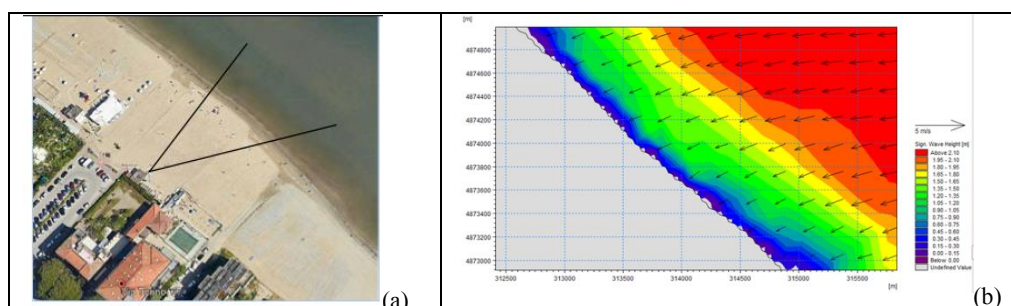 (a)
[m]
4874800
4874600
4874400
4874200
4874000
4873800
4873600
4873400
4873200
4873000
312500
313000
313500
314000
314500
315000
315500
[m]
5 m/s
Sign. Wave Height [m]
Above 2.10
1.95 - 2.10
1.80 - 1.95
1.65 - 1.80
1.50 - 1.65
1.35 - 1.50
1.20 - 1.35
1.05 - 1.20
0.90 - 1.05
0.75 - 0.90
0.60 - 0.75
0.45 - 0.60
0.30 - 0.45
0.15 - 0.30
0.00 - 0.15
Below 0.00
Undefined Value
(b)